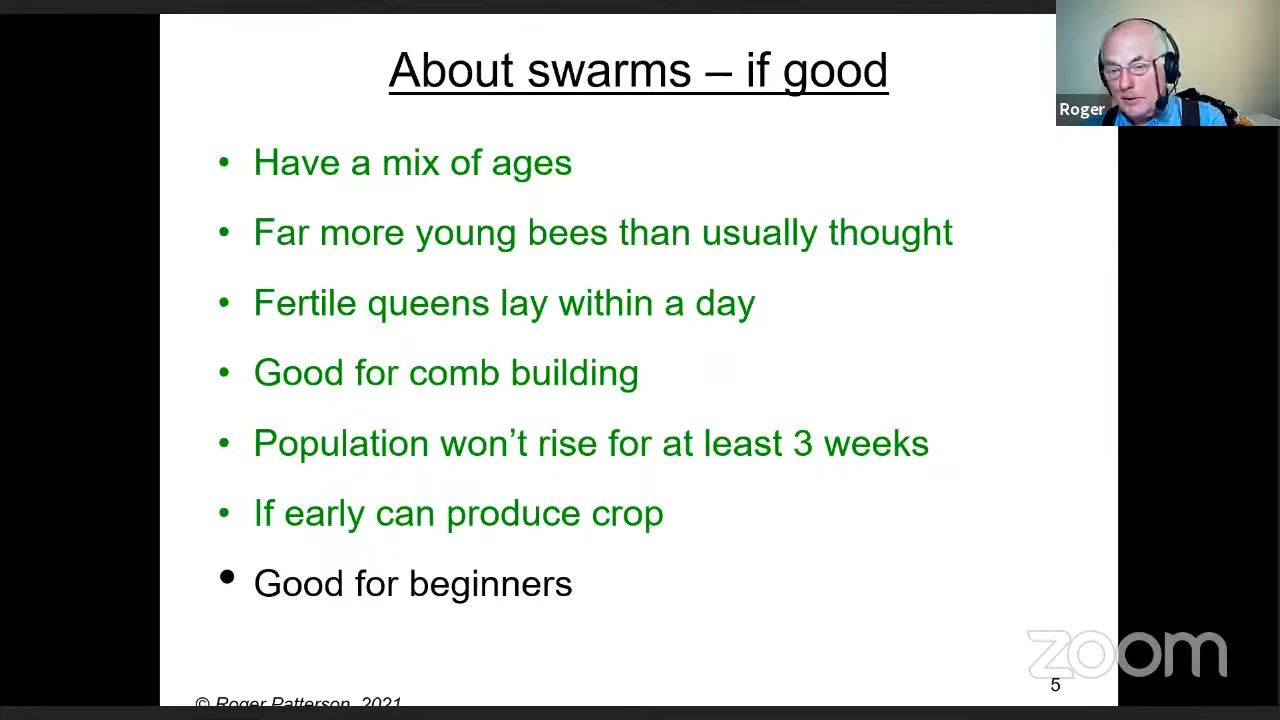 About swarms – if good
Roger
• Have a mix of ages
• Far more young bees than usually thought
• Fertile queens lay within a day
• Good for comb building
• Population won’t rise for at least 3 weeks
• If early can produce crop
• Good for beginners
zoom
5
© Roger Patterson, 2021